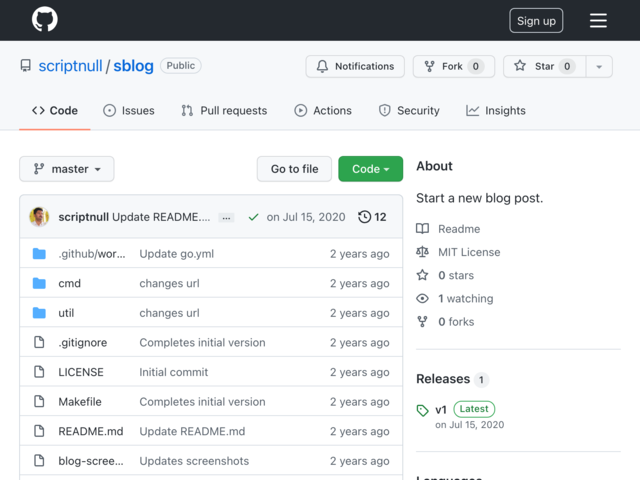 Sign up
scriptnull / sblog Public
Notifications Fork 0 Star 0
Code Issues Pull requests Actions Security Insights
master Go to file Code
scriptnull Update README.... ... on Jul 15, 2020 12
.github/wor... Update go.yml 2 years ago
cmd changes url 2 years ago
util changes url 2 years ago
.gitignore Completes initial version 2 years ago
LICENSE Initial commit 2 years ago
Makefile Completes initial version 2 years ago
README.md Update README.md 2 years ago
blog-scree... Updates screenshots 2 years ago
About
Start a new blog post.
Readme
MIT License
0 stars
1 watching
0 forks
Releases 1
v1 Latest
on Jul 15, 2020
Languages